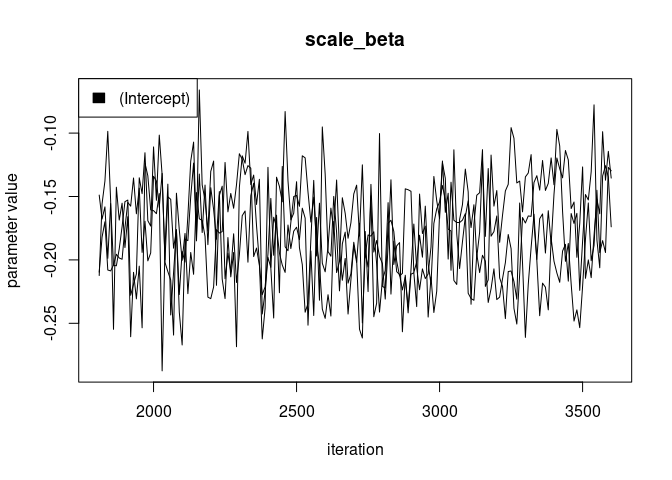 scale_beta
(Intercept)
-0.10
-0.15
-0.20
-0.25
parameter value
2000 2500 3000 3500
iteration